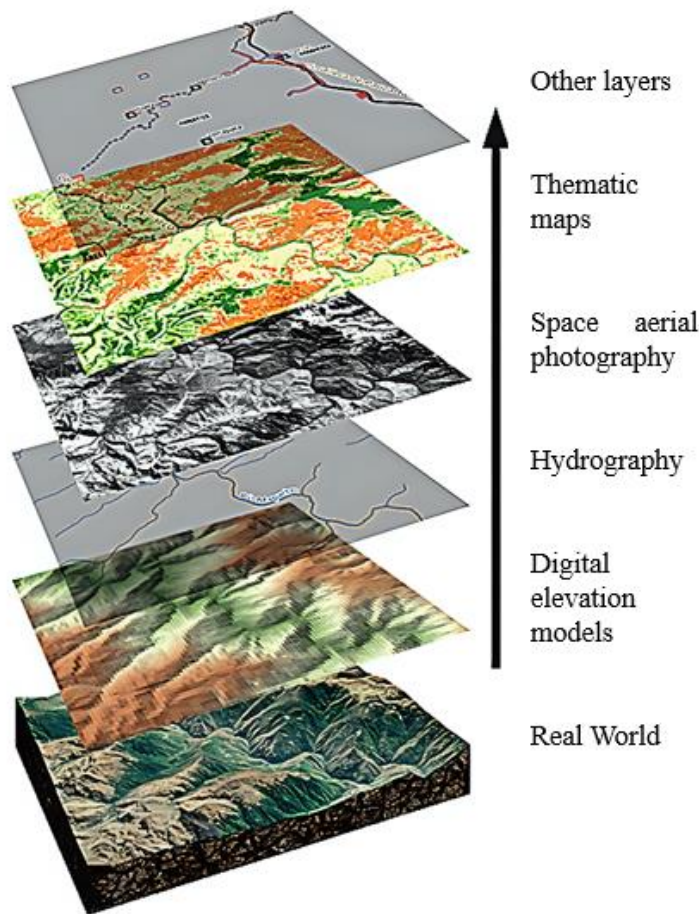 Other layers
Thematic
maps
Space aerial
photography
Hydrography
Digital
elevation
models
Real World